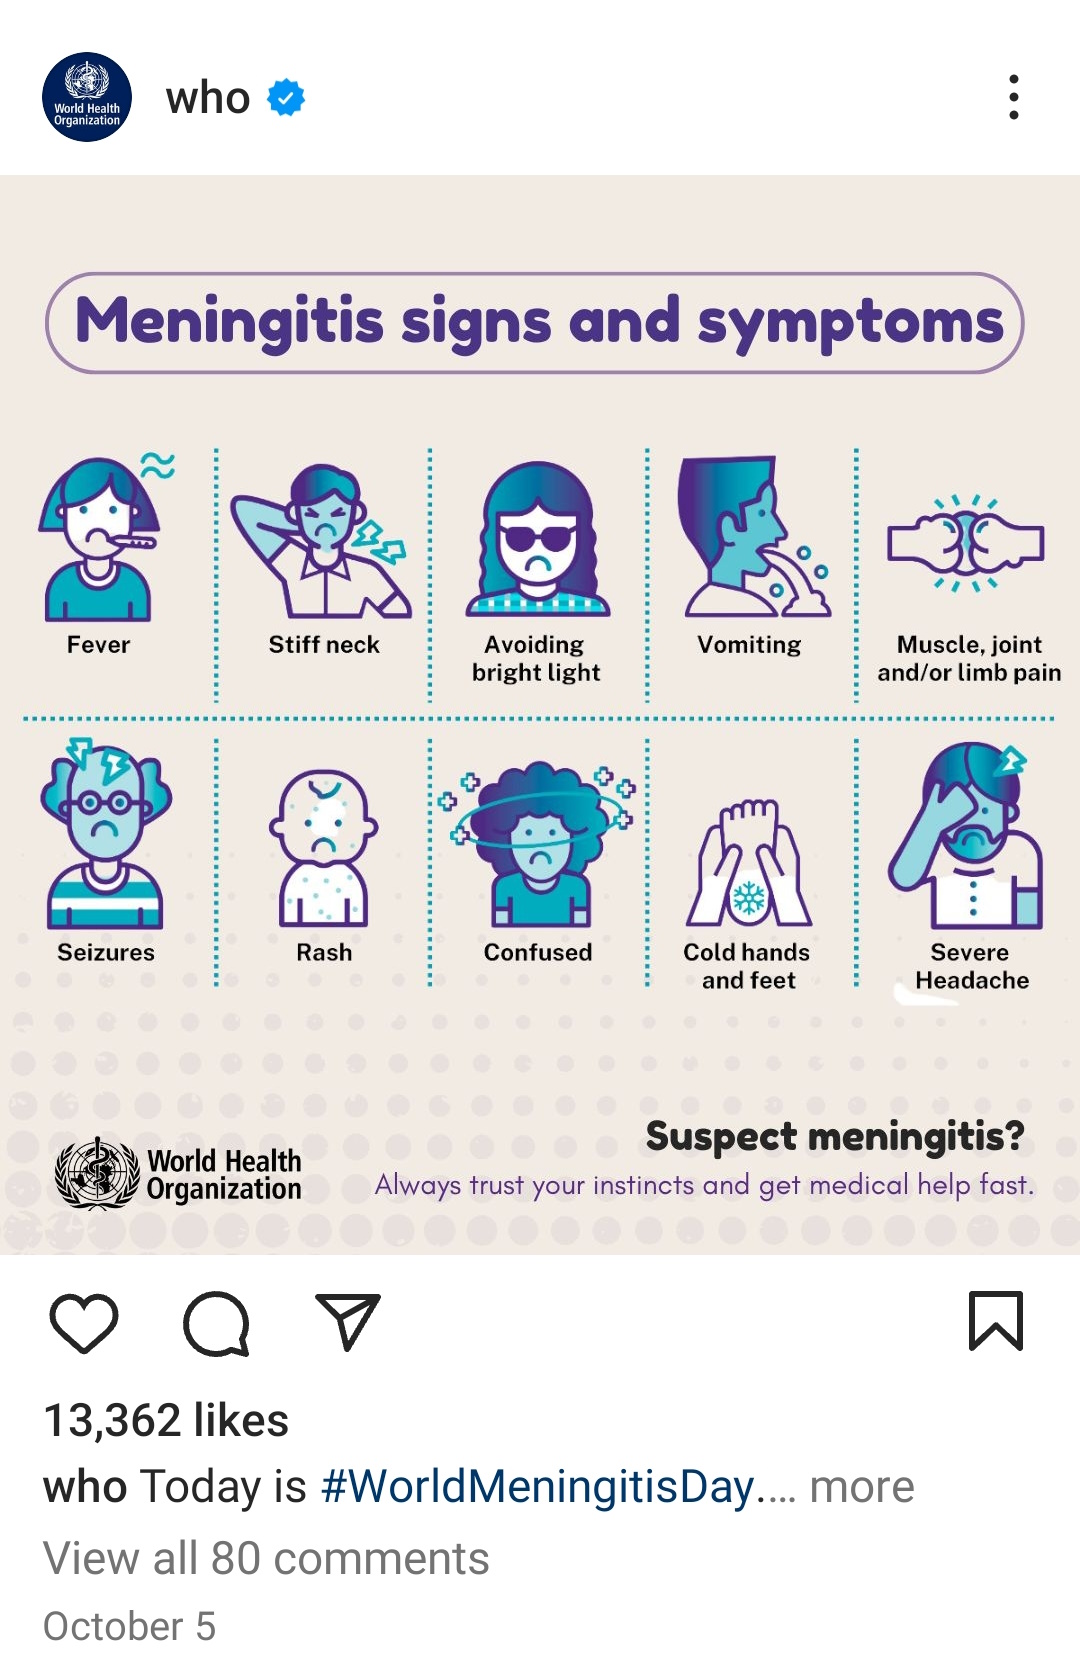 World Health
Organization
who
Meningitis signs and symptoms
Fever
Stiff neck
Avoiding
bright light
Vomiting
Muscle, joint
and/or limb pain
Seizures
Rash
Confused
Cold hands
and feet
Severe
Headache
World Health
Organization
Suspect meningitis?
Always trust your instincts and get medical help fast.
13,362 likes
who Today is #WorldMeningitisDay.... more
View all 80 comments
October 5